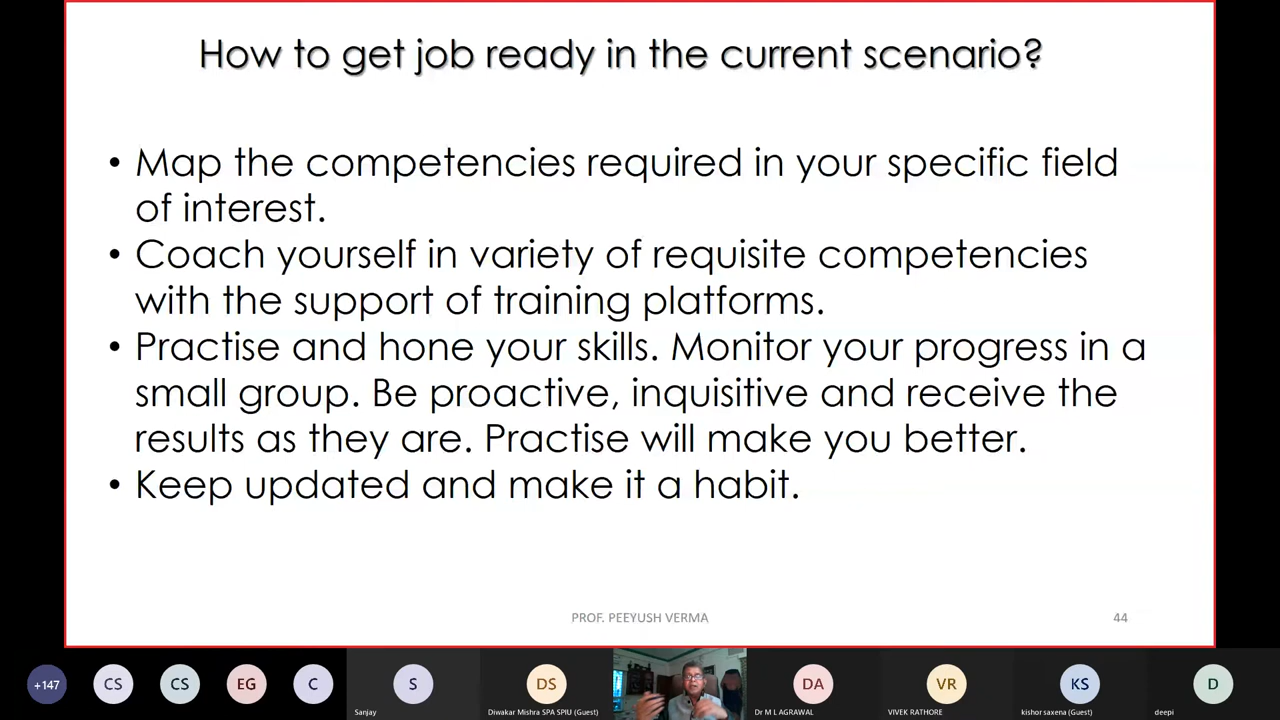 How to get job ready in the current scenario?
• Map the competencies required in your specific field
of interest.
• Coach yourself in variety of requisite competencies
with the support of training platforms.
• Practise and hone your skills. Monitor your progress in a
small group. Be proactive, inquisitive and receive the
results as they are. Practise will make you better.
• Keep updated and make it a habit.
PROF. PEEYUSH VERMA
44
+147
CS
CS
EG
C
S
DS
DA
VR
KS
D
Sanjay
Diwakar Mishra SPA SPIU (Guest)
Dr M L AGRAWAL
VIVEK RATHORE
kishor saxena (Guest)
deepi